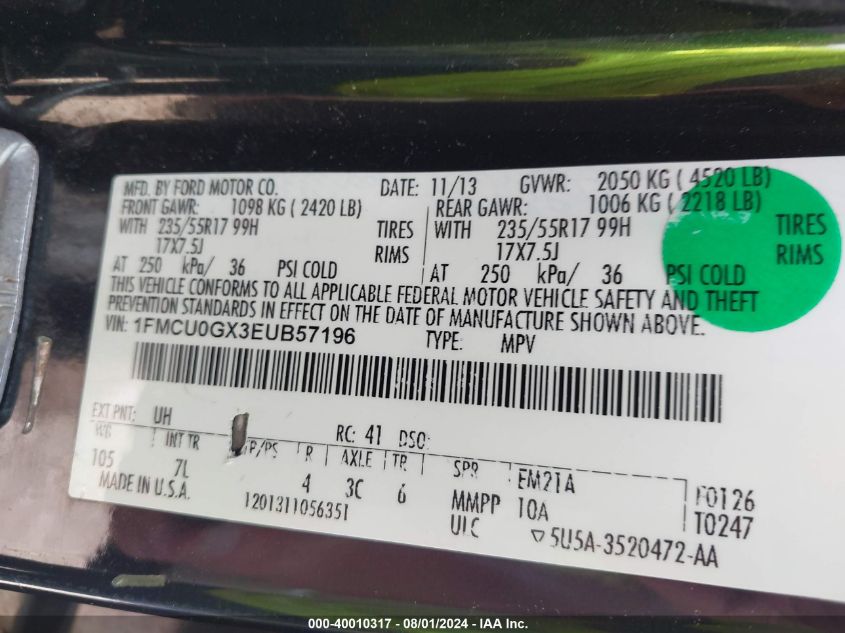 MFD. BY FORD MOTOR CO. DATE: 11/13 GVWR: 2050 KG ( 4520 LB)
FRONT GAWR: 1098 KG ( 2420 LB) REAR GAWR: 1006 KG ( 2218 LB)
WITH 235/55R17 99H TIRES WITH 235/55R17 99H TIRES
17X7.5J RIMS 17X7.5J RIMS
AT 250 kPa/ 36 PSI COLD AT 250 kPa/ 36 PSI COLD
THIS VEHICLE CONFORMS TO ALL APPLICABLE FEDERAL MOTOR VEHICLE SAFETY AND THEFT
PREVENTION STANDARDS IN EFFECT ON THE DATE OF MANUFACTURE SHOWN ABOVE.
VIN: 1FMCU0GX3EUB57196 TYPE: MPV
EXT PNT: UH RC: 41 DSO:
WB INT TR TP/PS R AXLE TR SPR EM21A F0126
105 7L 4 3C 6 MMPP 10A T0247
MADE IN U.S.A. 1201311056351 ULC ▽5U5A-3520472-AA
000-40010317 - 08/01/2024 - IAA Inc.